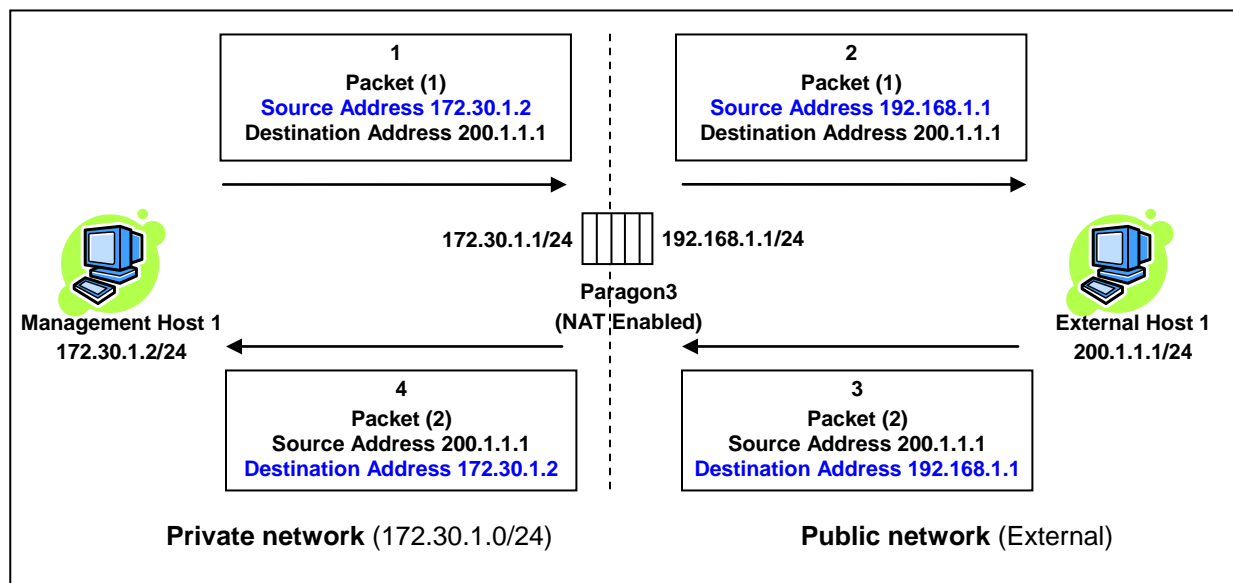 1
Packet (1)
Source Address 172.30.1.2
Destination Address 200.1.1.1
2
Packet (1)
Source Address 192.168.1.1
Destination Address 200.1.1.1
172.30.1.1/24
192.168.1.1/24
Paragon3
(NAT Enabled)
Management Host 1
172.30.1.2/24
External Host 1
200.1.1.1/24
4
Packet (2)
Source Address 200.1.1.1
Destination Address 172.30.1.2
3
Packet (2)
Source Address 200.1.1.1
Destination Address 192.168.1.1
Private network (172.30.1.0/24)
Public network (External)